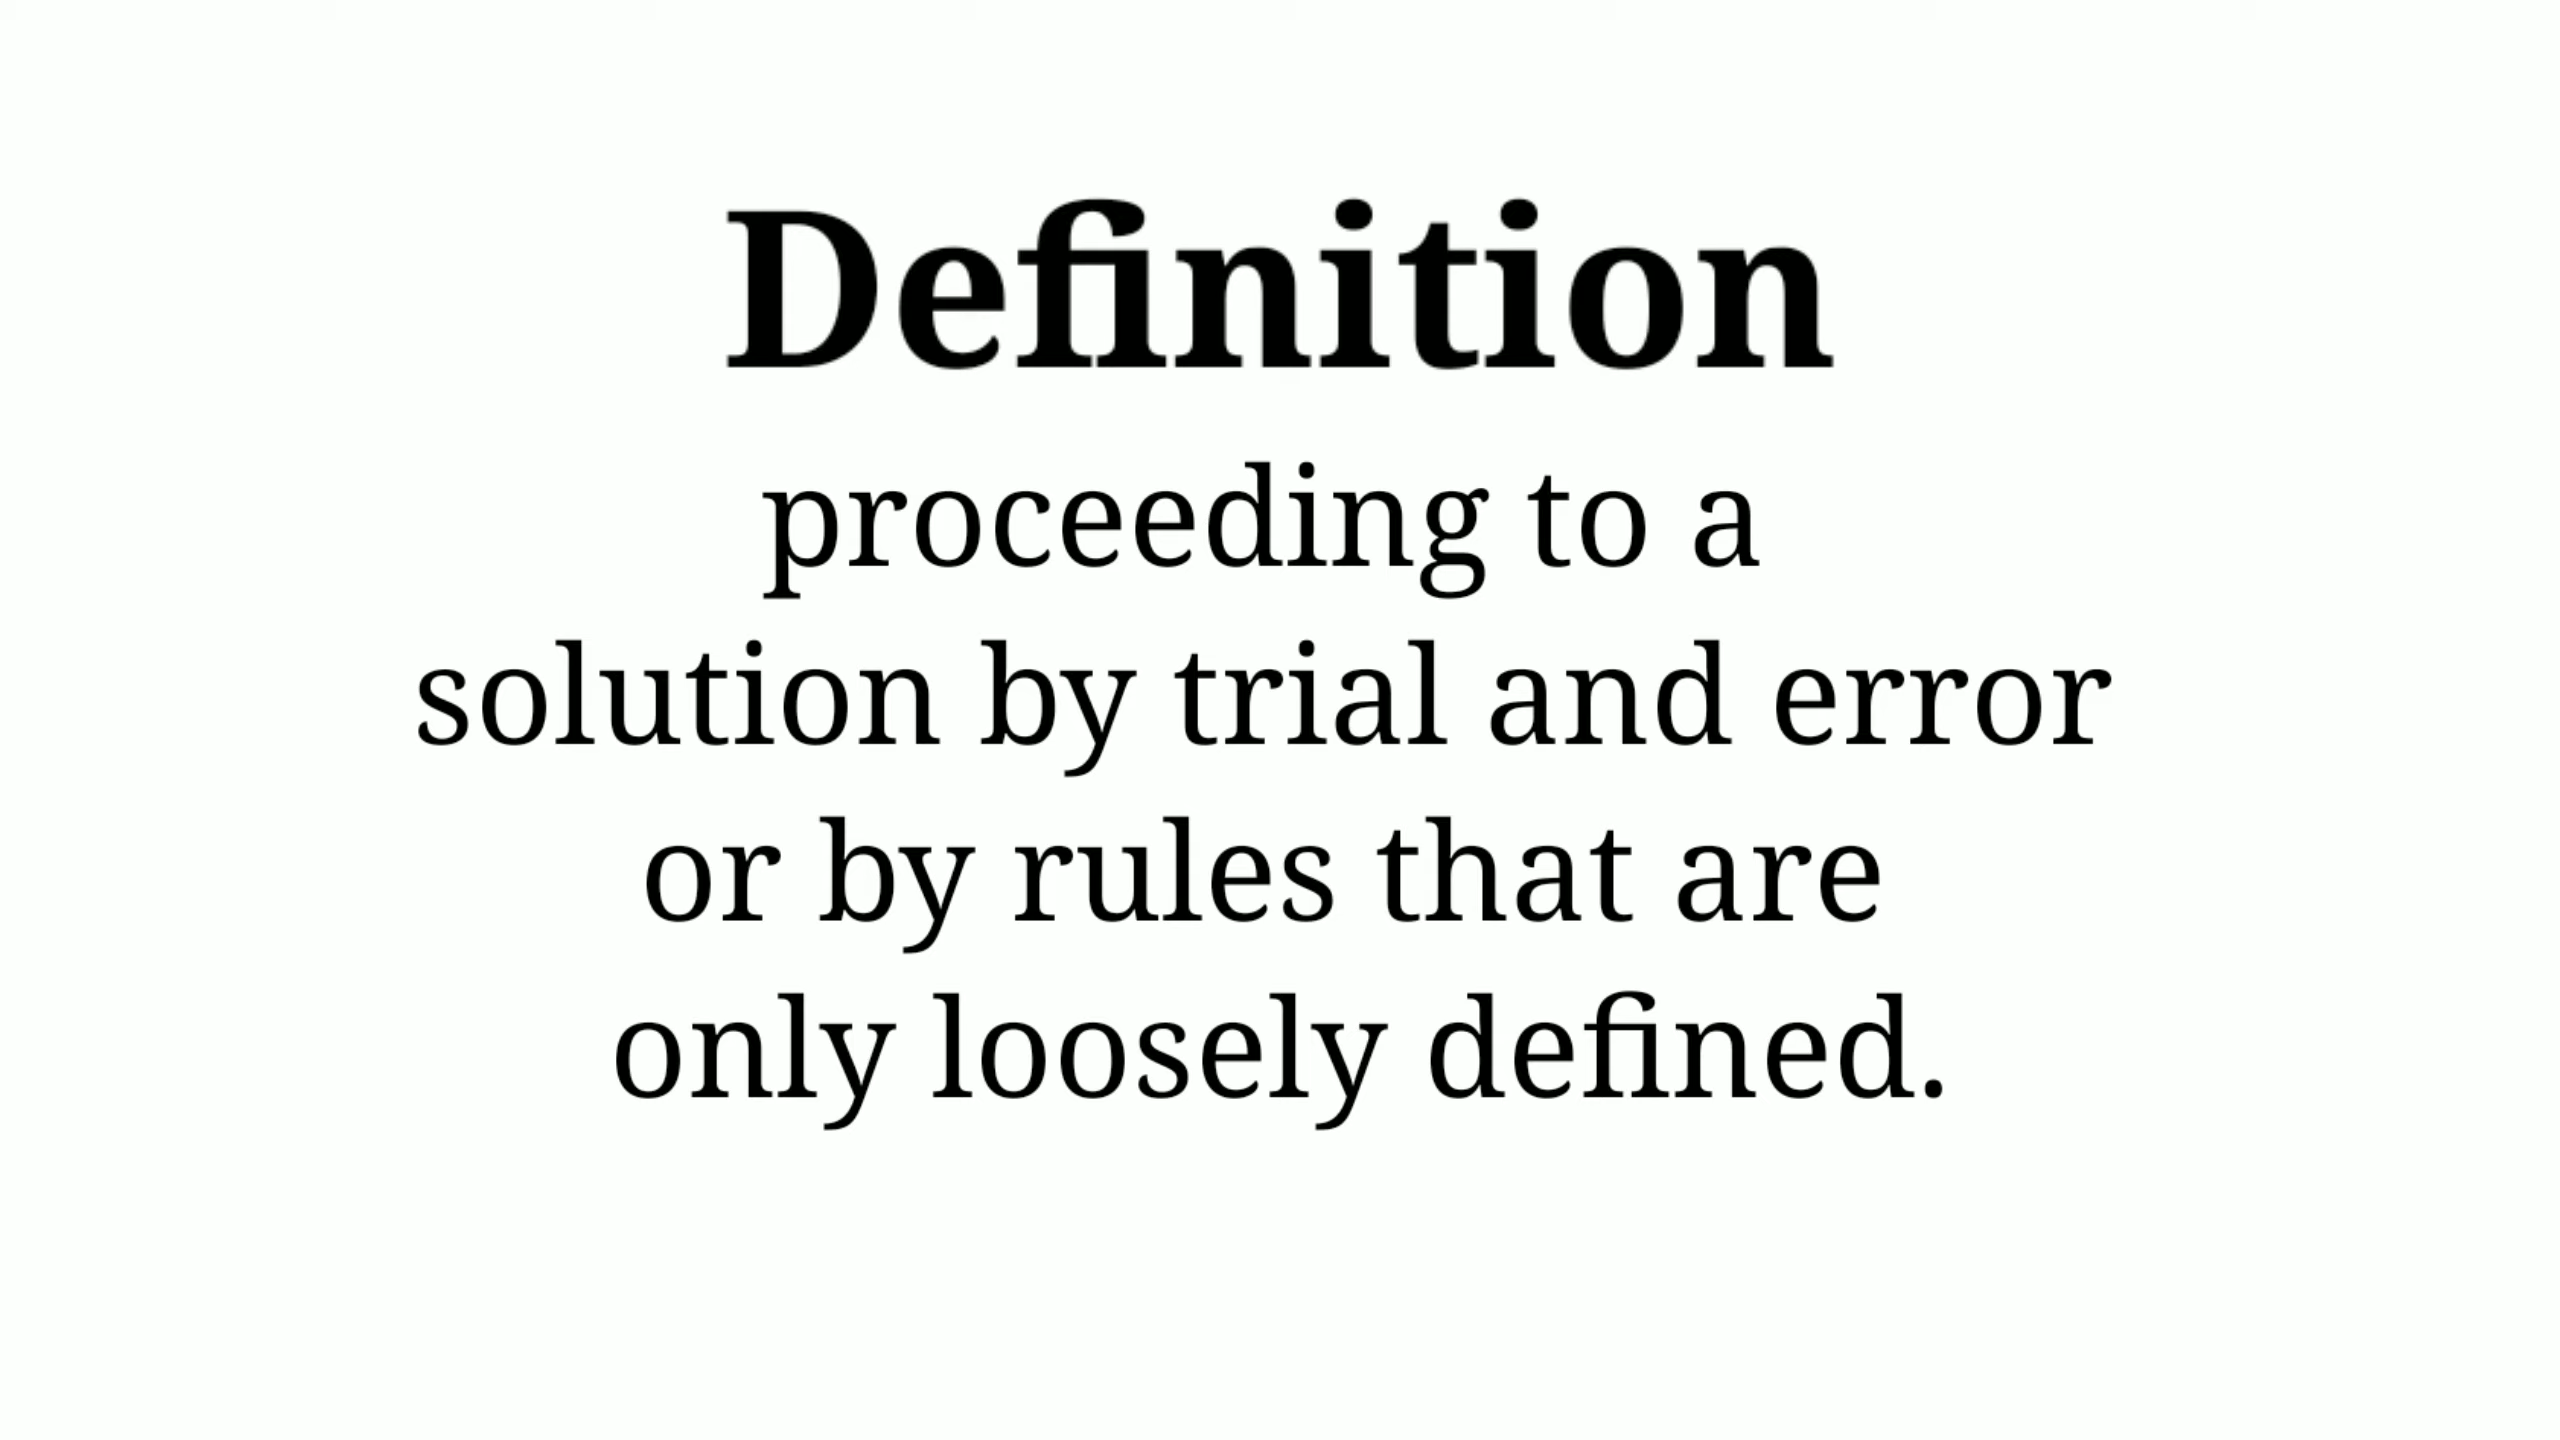 Definition
proceeding to a
solution by trial and error
or by rules that are
only loosely defined.